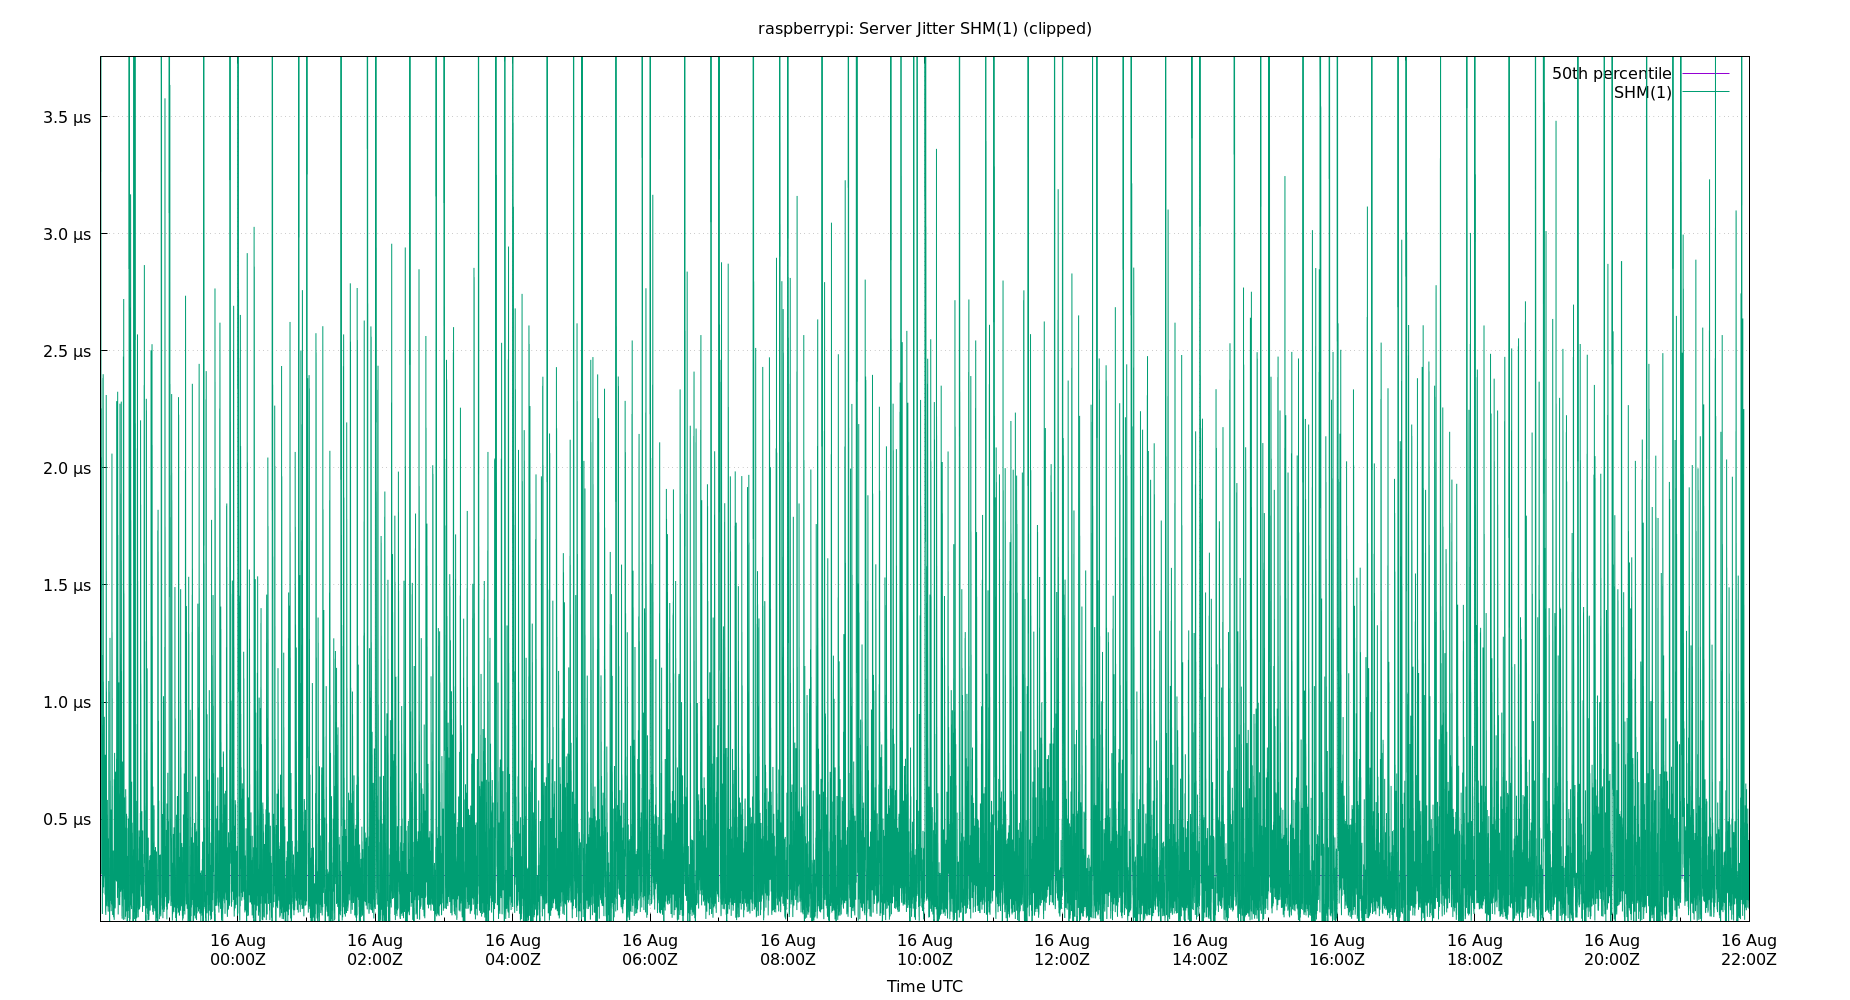 raspberrypi: Server Jitter SHM(1) (clipped)
50th percentile
SHM(1)
3.5 µs
3.0 µs
2.5 µs
2.0 µs
1.5 µs
1.0 µs
0.5 µs
16 Aug 16 Aug 16 Aug 16 Aug 16 Aug 16 Aug 16 Aug 16 Aug 16 Aug 16 Aug 16 Aug 16 Aug
00:00Z 02:00Z 04:00Z 06:00Z 08:00Z 10:00Z 12:00Z 14:00Z 16:00Z 18:00Z 20:00Z 22:00Z
Time UTC